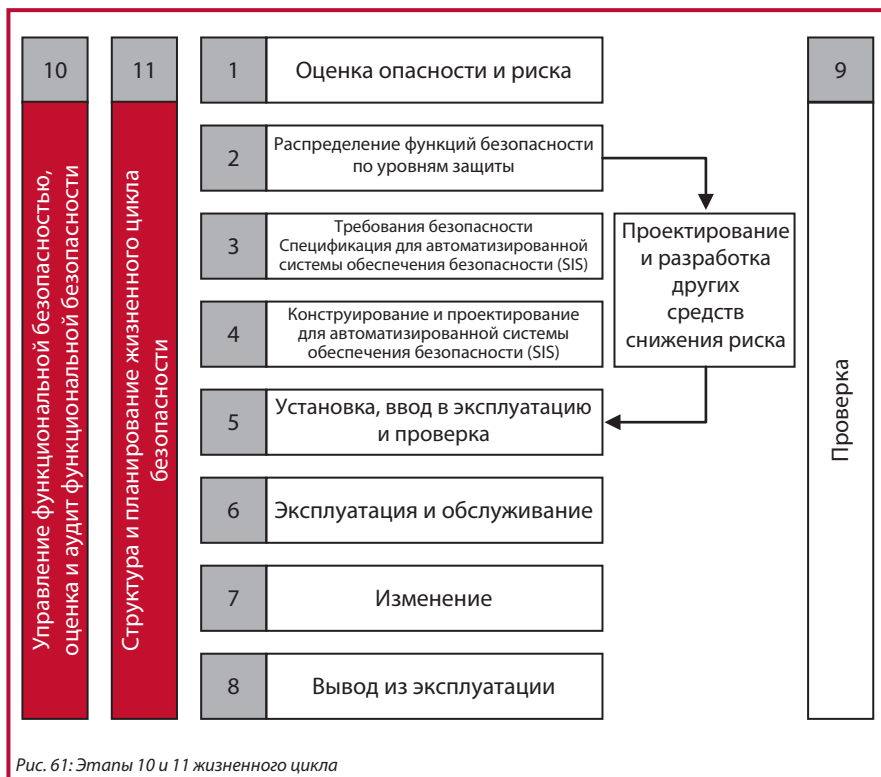 10
Управление функциональной безопасностью,
оценка и аудит функциональной безопасности
11
Структура и планирование жизненного цикла
безопасности
1
Оценка опасности и риска
2
Распределение функций безопасности
по уровням защиты
3
Требования безопасности
Спецификация для автоматизированной
системы обеспечения безопасности (SIS)
4
Конструирование и проектирование
для автоматизированной системы
обеспечения безопасности (SIS)
5
Установка, ввод в эксплуатацию
и проверка
6
Эксплуатация и обслуживание
7
Изменение
8
Вывод из эксплуатации
Проектирование
и разработка
других
средств
снижения риска
9
Проверка
Рис. 61: Этапы 10 и 11 жизненного цикла